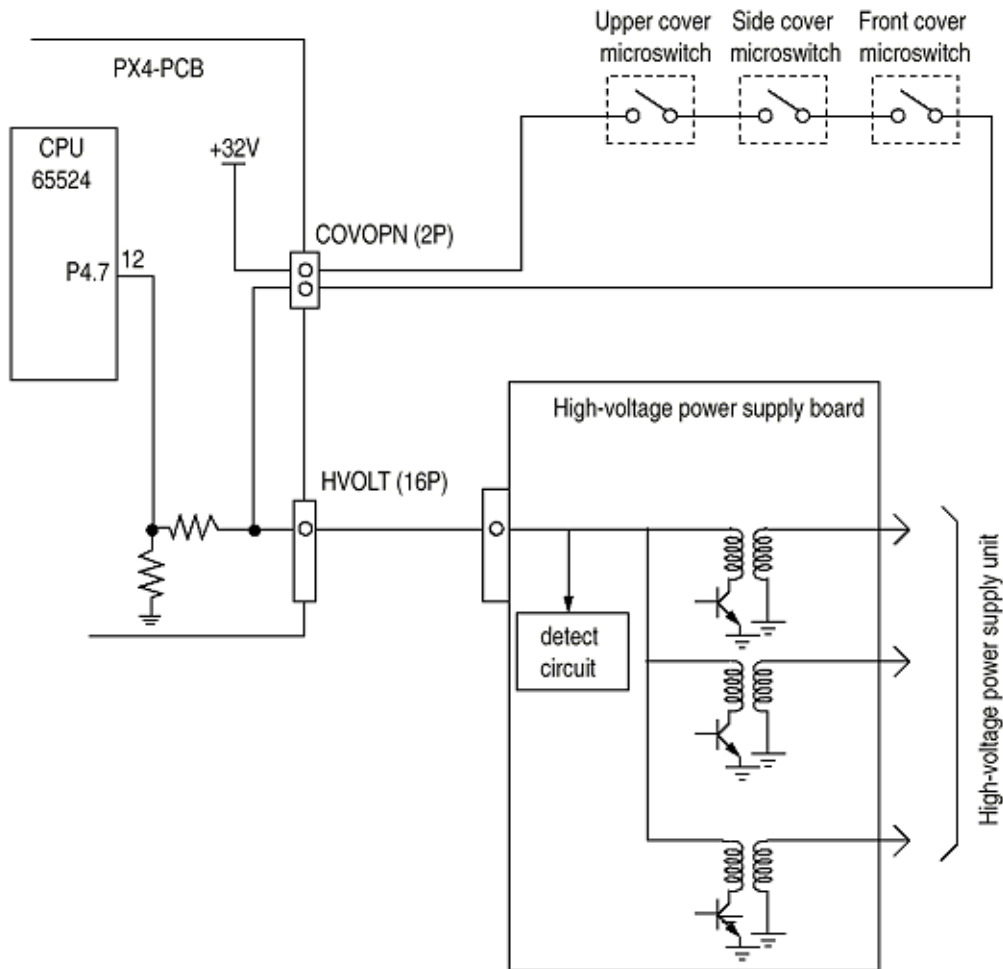 Upper cover
microswitch
Side cover
microswitch
Front cover
microswitch
PX4-PCB
CPU
65524
+32V
COVOPN (2P)
P4.7
12
High-voltage power supply board
HVOLT (16P)
detect
circuit
High-voltage power supply unit